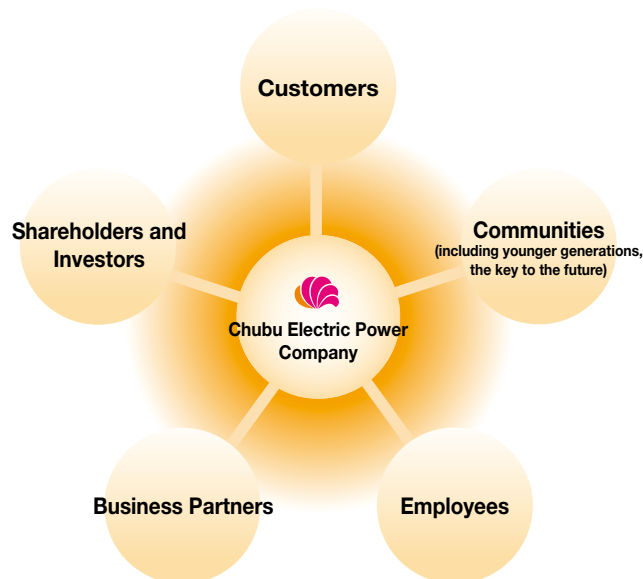 Customers
Shareholders and
Investors
Communities
(including younger generations,
the key to the future)
Chubu Electric Power
Company
Business Partners
Employees